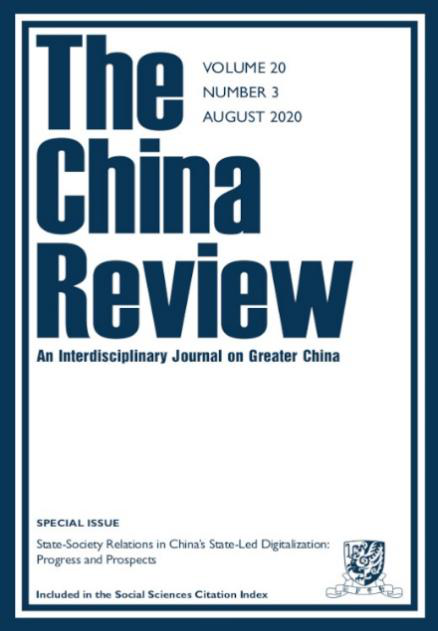 The
China
Review
VOLUME 20
NUMBER 3
AUGUST 2020
An Interdisciplinary Journal on Greater China
SPECIAL ISSUE
State-Society Relations in China's State-Led Digitalization:
Progress and Prospects
Included in the Social Sciences Citation Index